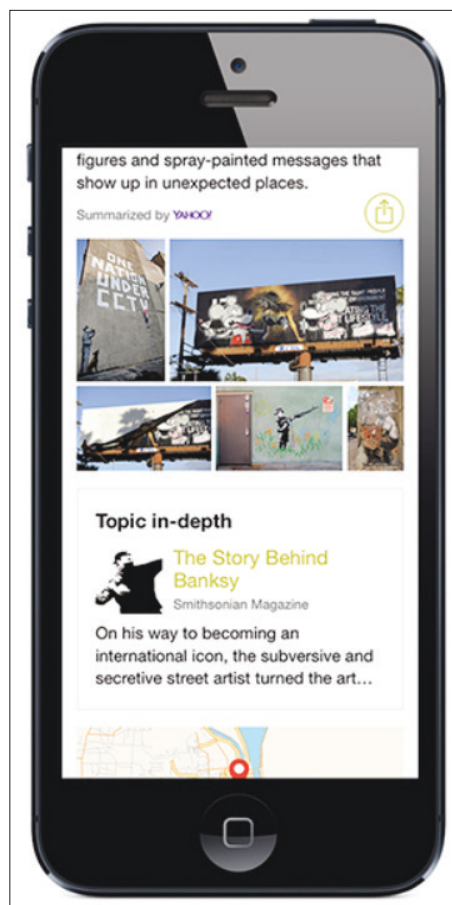 figures and spray-painted messages that
show up in unexpected places.
Summarized by YAHOO!
ONE
NATION
UNDER
CCTV
Topic in-depth
The Story Behind
Banksy
Smithsonian Magazine
On his way to becoming an
international icon, the subversive and
secretive street artist turned the art...